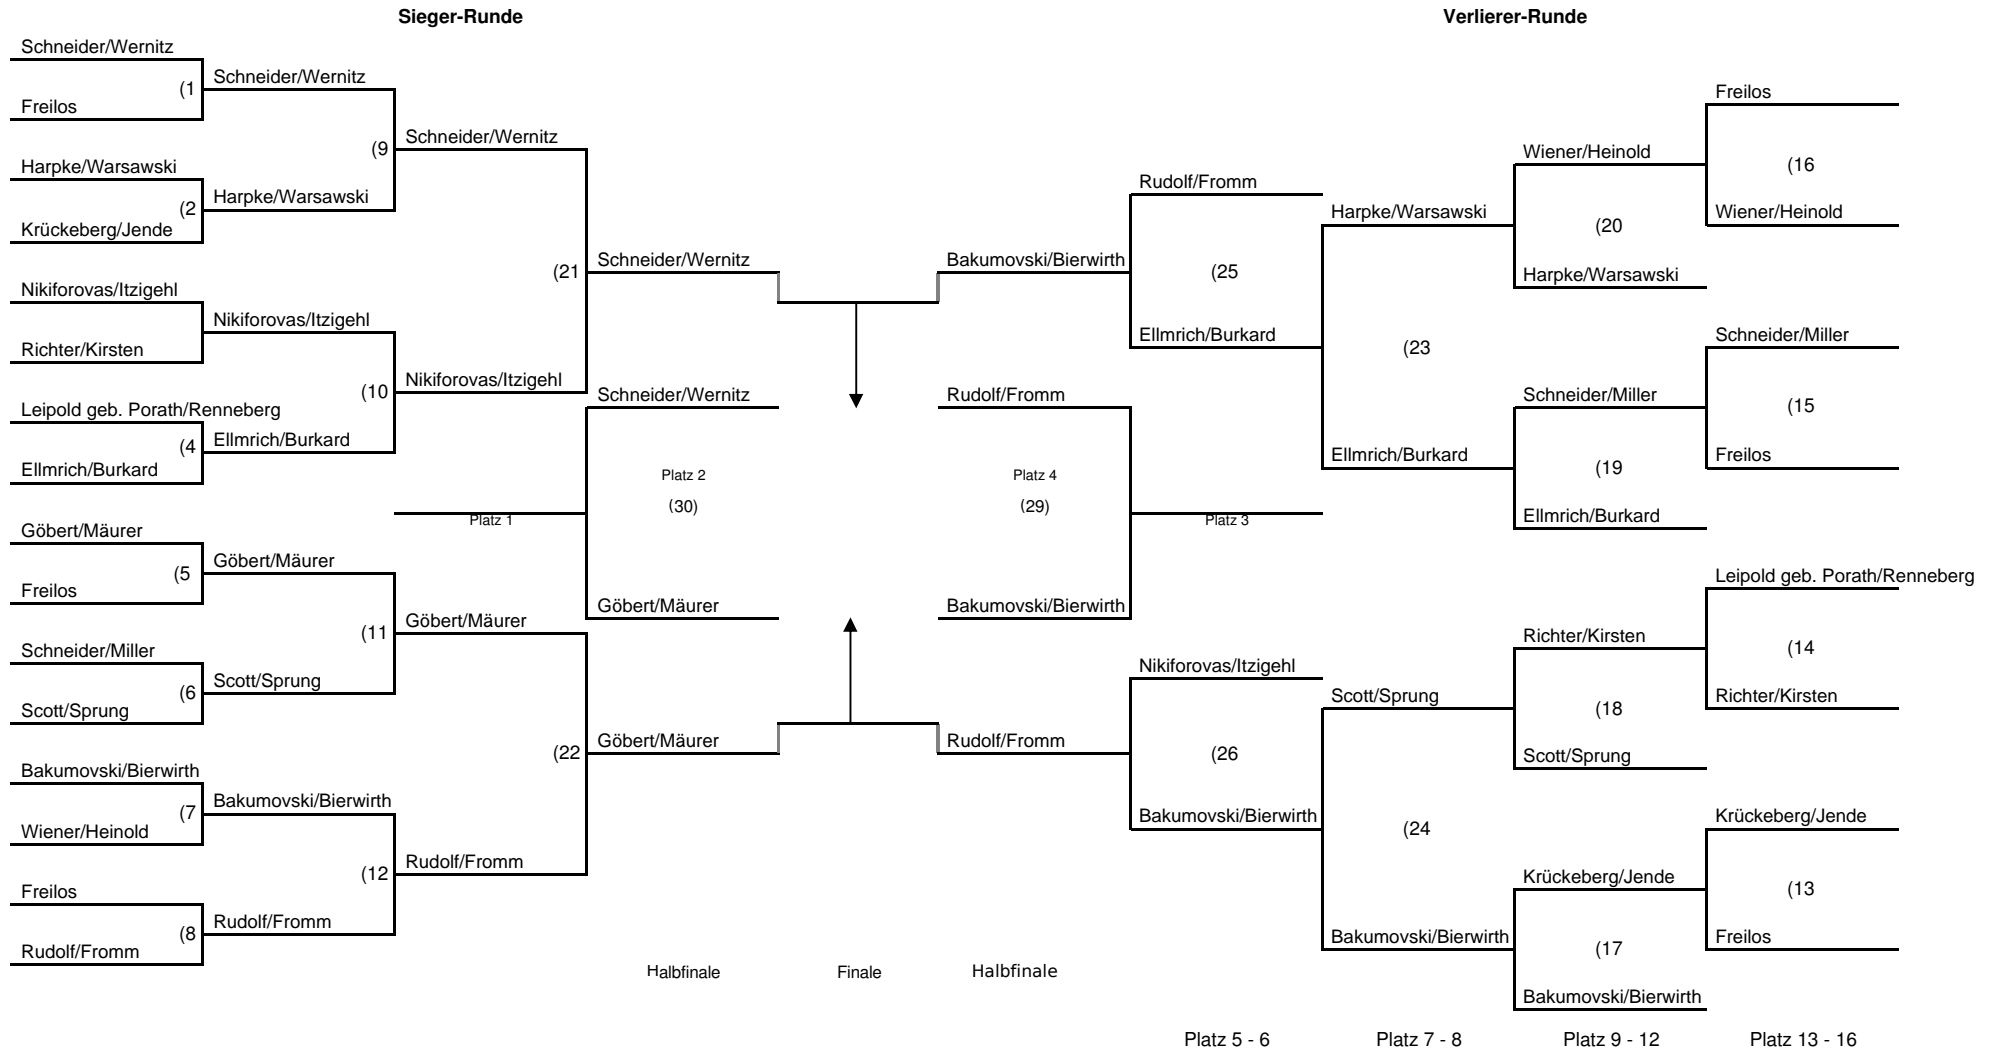 Sieger-Runde
Verlierer-Runde
Schneider/Wernitz
(1
Freilos
Schneider/Wernitz
Harpke/Warsawski
(2
Krückeberg/Jende
Harpke/Warsawski
(9
Schneider/Wernitz
Nikiforovas/Itzigehl
Richter/Kirsten
Nikiforovas/Itzigehl
Leipold geb. Porath/Renneberg
(4
Ellmrich/Burkard
Ellmrich/Burkard
(10
Nikiforovas/Itzigehl
(21
Schneider/Wernitz
Göbert/Mäurer
(5
Freilos
Göbert/Mäurer
Schneider/Miller
(6
Scott/Sprung
Scott/Sprung
(11
Göbert/Mäurer
Bakumovski/Bierwirth
(7
Wiener/Heinold
Bakumovski/Bierwirth
Freilos
(8
Rudolf/Fromm
Rudolf/Fromm
(12
Rudolf/Fromm
(22
Göbert/Mäurer
Schneider/Wernitz
Platz 2
(30)
Platz 1
Göbert/Mäurer
Bakumovski/Bierwirth
Rudolf/Fromm
Platz 4
(29)
Platz 3
Bakumovski/Bierwirth
Rudolf/Fromm
Rudolf/Fromm
(25
Ellmrich/Burkard
Nikiforovas/Itzigehl
(26
Bakumovski/Bierwirth
Harpke/Warsawski
(23
Ellmrich/Burkard
Scott/Sprung
(24
Bakumovski/Bierwirth
Wiener/Heinold
(20
Harpke/Warsawski
Schneider/Miller
(19
Ellmrich/Burkard
Richter/Kirsten
(18
Scott/Sprung
Krückeberg/Jende
(17
Bakumovski/Bierwirth
Freilos
(16
Wiener/Heinold
Schneider/Miller
(15
Freilos
Leipold geb. Porath/Renneberg
(14
Richter/Kirsten
Krückeberg/Jende
(13
Freilos
Halbfinale
Finale
Halbfinale
Platz 5 - 6
Platz 7 - 8
Platz 9 - 12
Platz 13 - 16